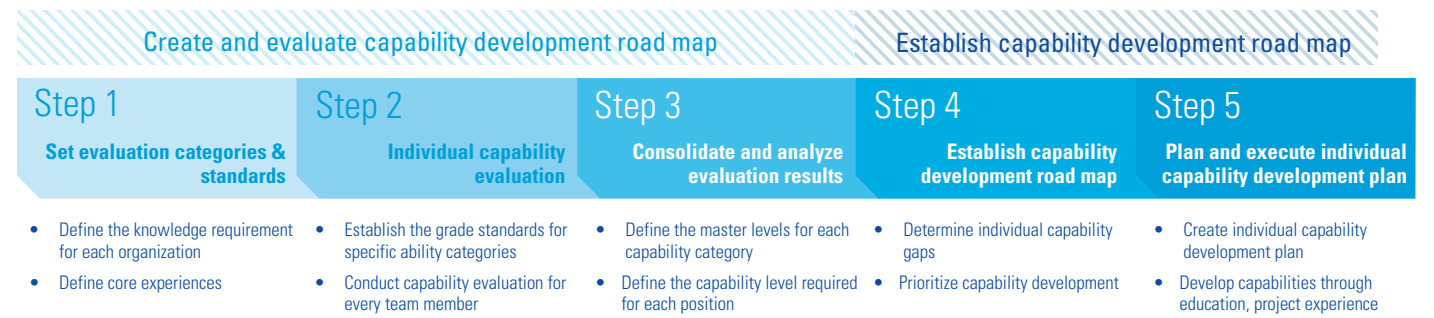 Create and evaluate capability development road map
Establish capability development road map
Step 1
Set evaluation categories &
standards
• Define the knowledge requirement
for each organization
• Define core experiences
Step 2
Individual capability
evaluation
• Establish the grade standards for
specific ability categories
• Conduct capability evaluation for
every team member
Step 3
Consolidate and analyze
evaluation results
• Define the master levels for each
capability category
• Define the capability level required
for each position
Step 4
Establish capability
development road map
• Determine individual capability
gaps
• Prioritize capability development
Step 5
Plan and execute individual
capability development plan
• Create individual capability
development plan
• Develop capabilities through
education, project experience